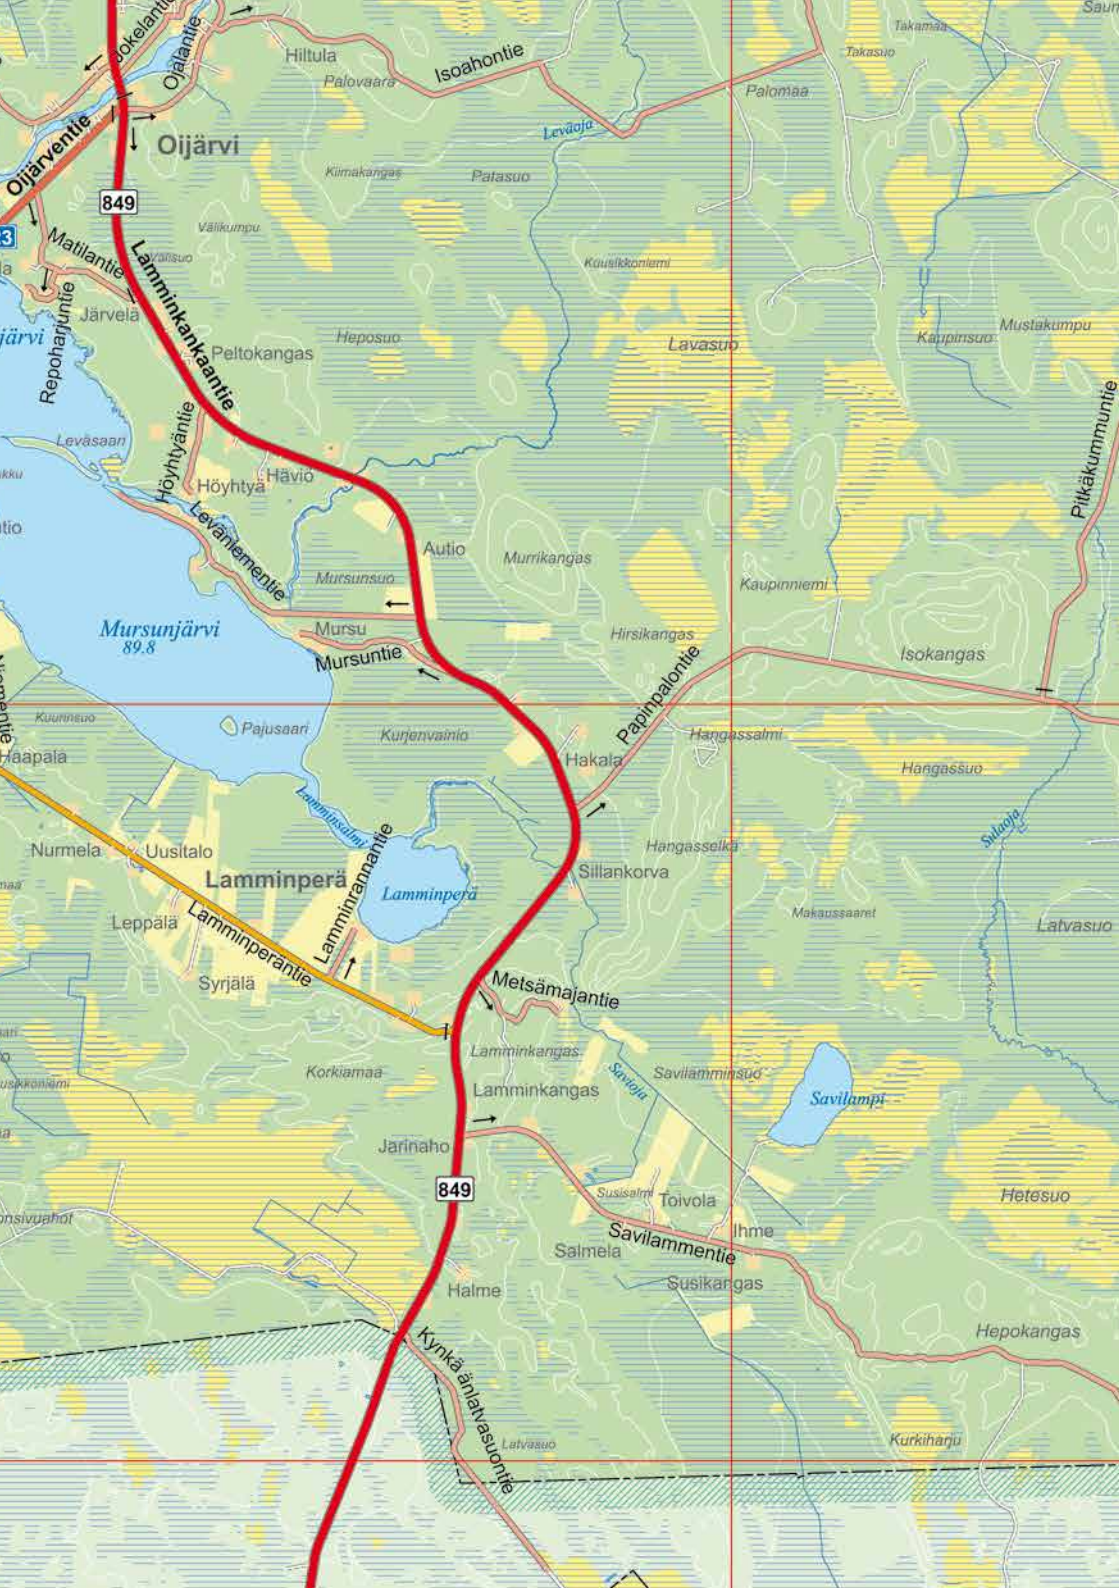 Takamaa
Ojalantie
Hiltula
Isoahontie
Takasuo
Palovaara
Palomaa
Leväoja
Oijärventie
Oijärvi
Kiimakangas
Patasuo
849
Välikumpu
Matilantie
Välisuo
Lamminkankaantie
Kuusikkoniemi
Järvelä
Repoharjuntie
Mustakumpu
Heposuo
Kaupinsuo
Lavasuo
Peltokangas
Pitkäkummuntie
Leväsaari
Höyhtyäntie
Häviö
Höyhtyä
Leväniementie
Autio
Murrikangas
Mursunsuo
Kaupinniemi
Mursunjärvi
89.8
Mursu
Hirsikangas
Mursuntie
Isokangas
Papinpalontie
Kuurinsuo
Pajusaari
Kurjenvainio
Hangassalmi
Haapala
Hakala
Hangassuo
Lamminsalmi
Nurmela
Uusitalo
Hangasselkä
Sillankorva
Lamminperä
Lamminrannantie
Lamminperä
Makaussaaret
Leppälä
Lamminperäntie
Latvasuo
Syrjälä
Metsämajantie
Lamminkangas
Korkiamaa
Savioja
Savilamminsuo
Lamminkangas
Savilampi
Jarinaho
849
Susisalmi
Toivola
Hetesuo
Ihme
Savilammentie
Salmela
Susikangas
Halme
Hepokangas
Kynkäänlatvasuontie
Kurkiharju
Latvasuo